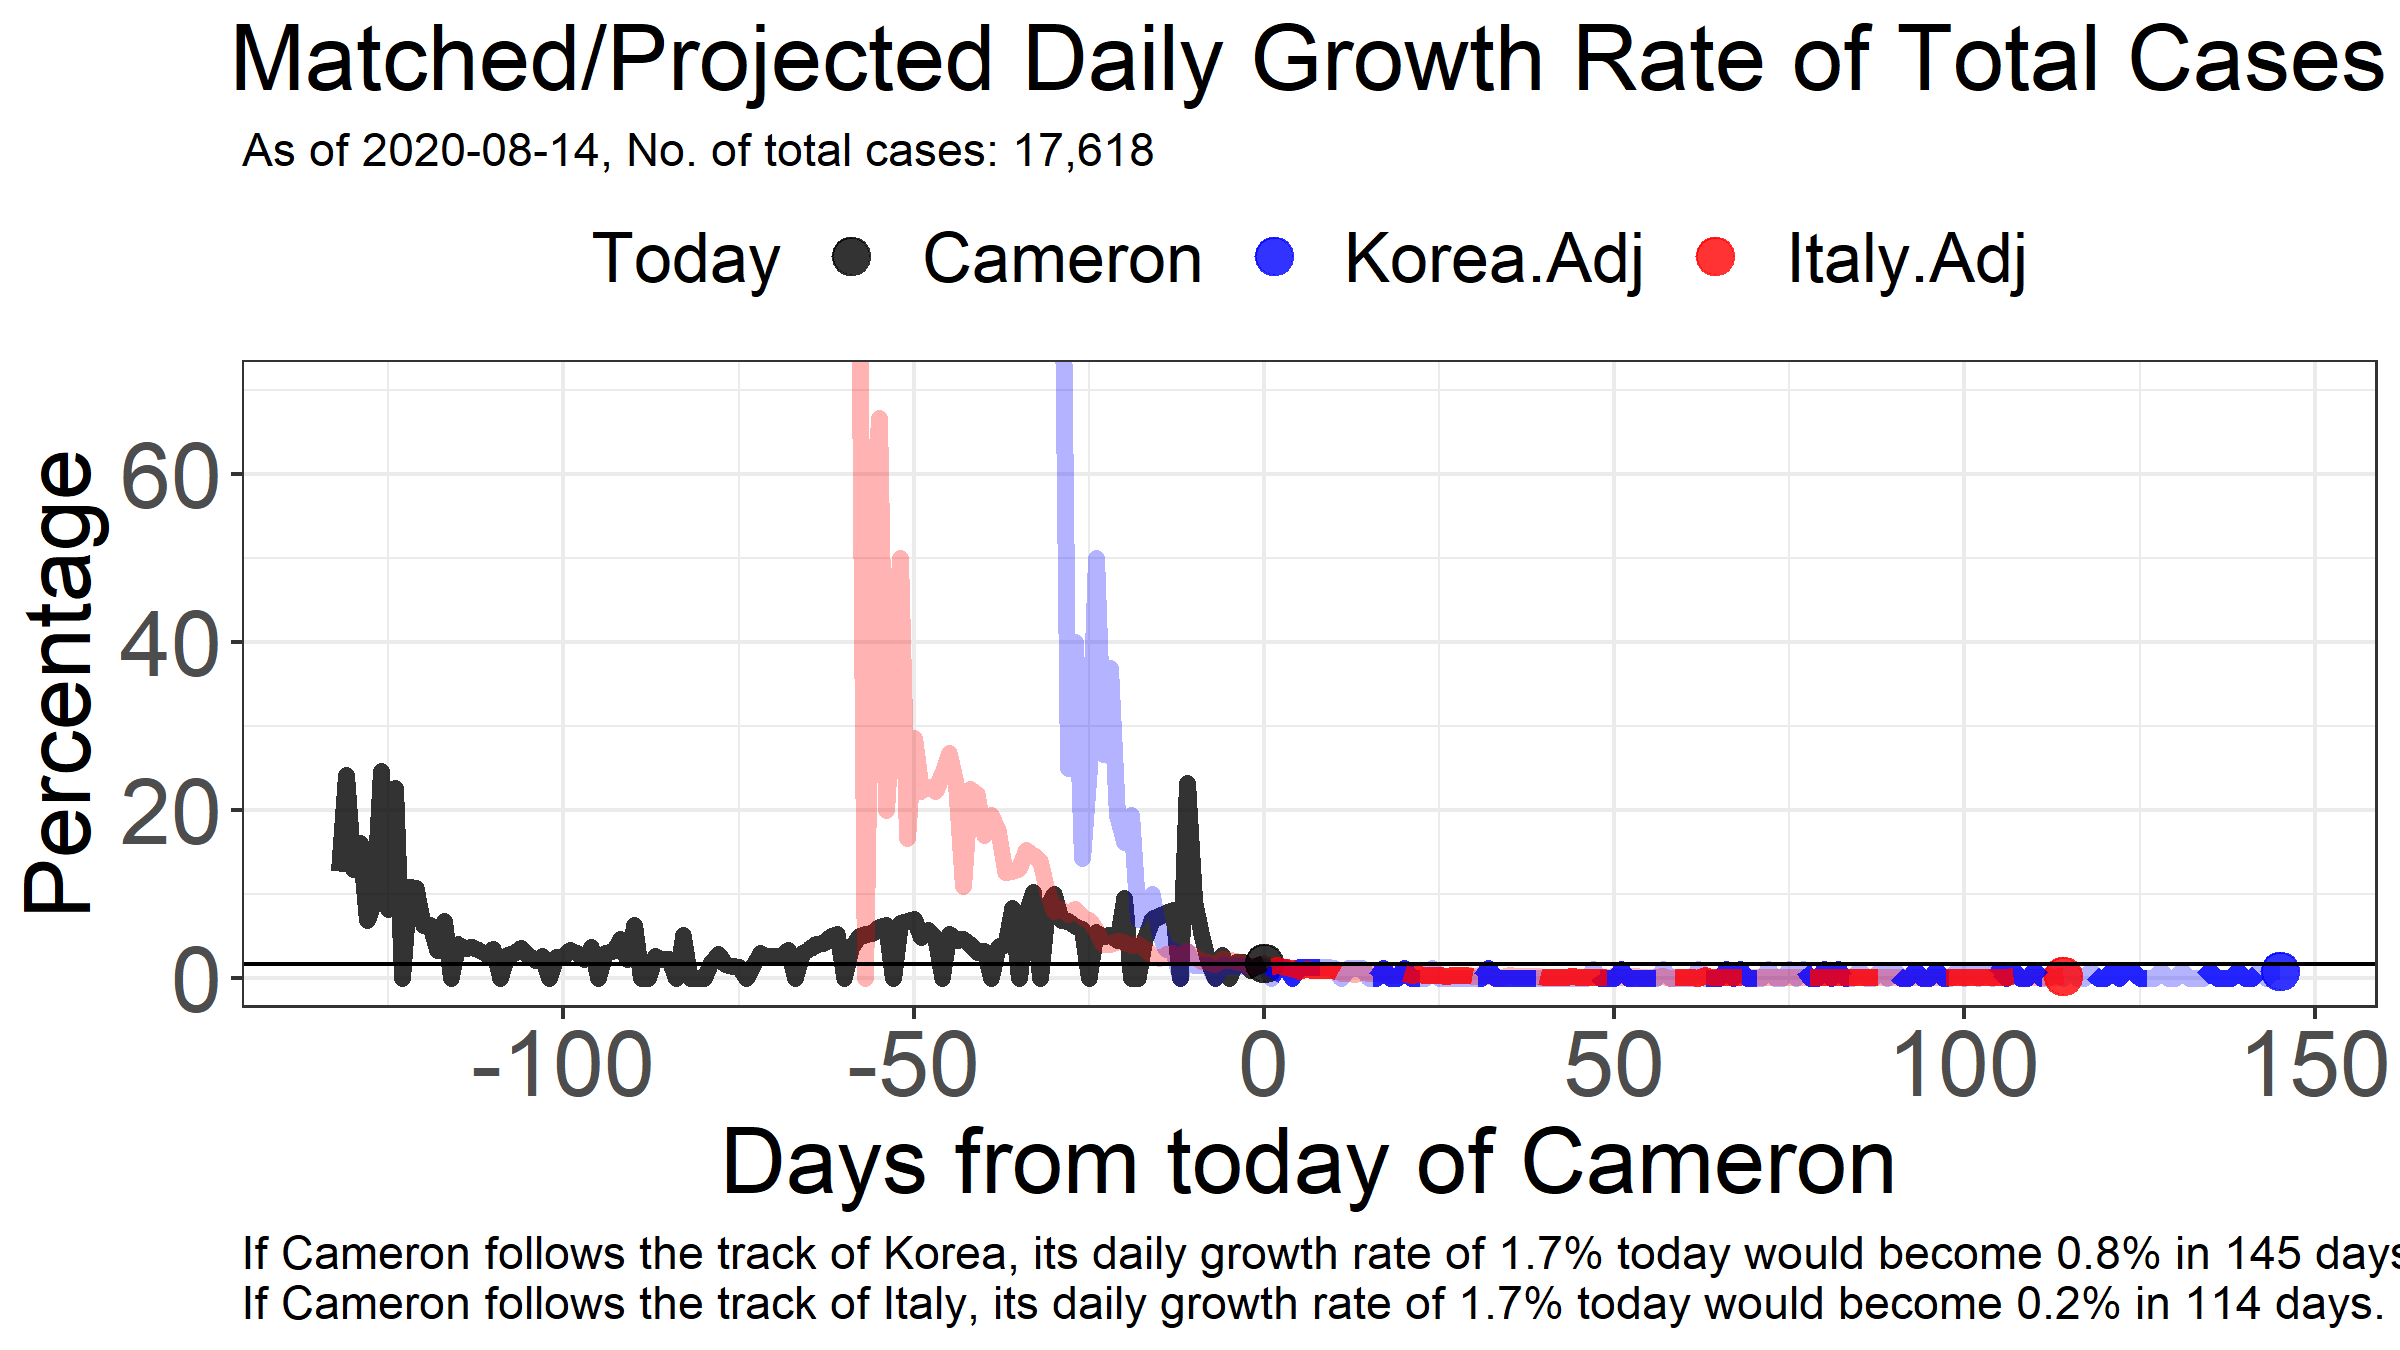 Matched/Projected Daily Growth Rate of Total Cases
As of 2020-08-14, No. of total cases: 17,618
Today Cameron Korea.Adj Italy.Adj
Percentage
60
40
20
0
-100 -50 0 50 100 150
Days from today of Cameron
If Cameron follows the track of Korea, its daily growth rate of 1.7% today would become 0.8% in 145 days
If Cameron follows the track of Italy, its daily growth rate of 1.7% today would become 0.2% in 114 days.